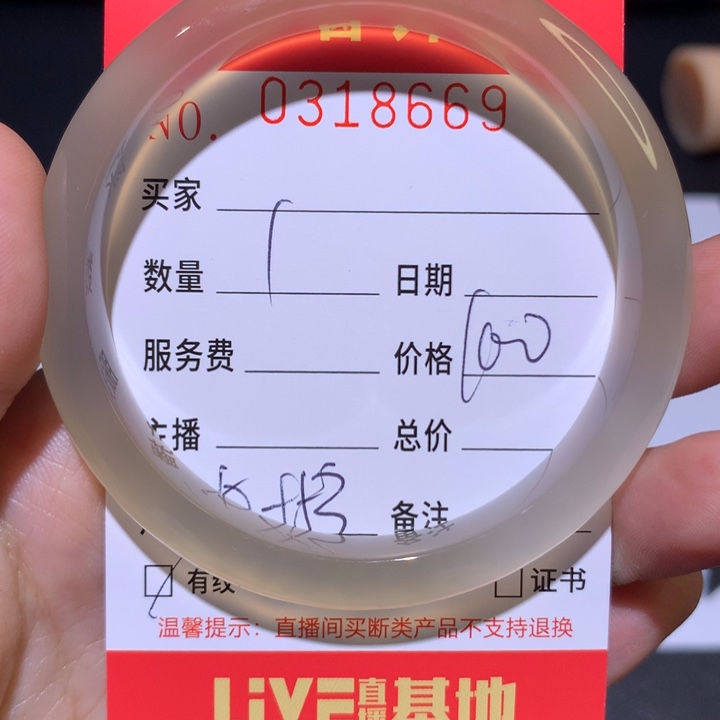 NO. 0318669
买家
数量 1 日期
服务费 价格 100
主播 总价
备注
有纹 证书
温馨提示：直播间买断类产品不支持退换
LiVE直播基地